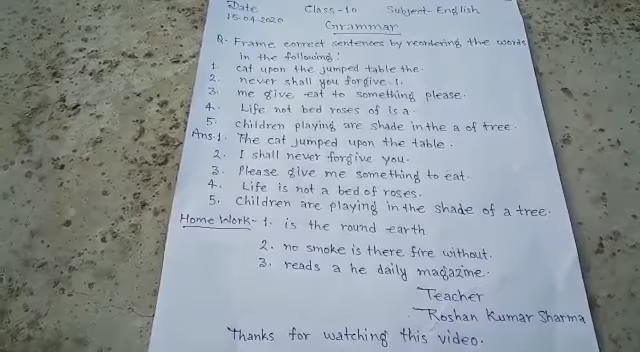 Date Class-10 Subject- English
15-04-2020
Grammar
Q. Frame correct sentences by reordering the words
in the following:
1. cat upon the jumped table the.
2. never shall you forgive I.
3. me give eat to something please.
4. Life not bed roses of is a.
5. children playing are shade in the a of tree.
Ans.1. The cat jumped upon the table.
2. I shall never forgive you.
3. Please give me something to eat.
4. Life is not a bed of roses.
5. Children are playing in the shade of a tree.
Home Work- 1. is the round earth
2. no smoke is there fire without.
3. reads a he daily magazine.
Teacher
Roshan Kumar Sharma
Thanks for watching this video.